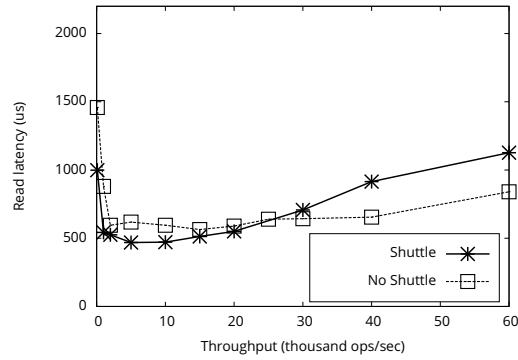 2000
1500
1000
500
0
Read latency (us)
0 10 20 30 40 50 60
Throughput (thousand ops/sec)
Shuttle
No Shuttle